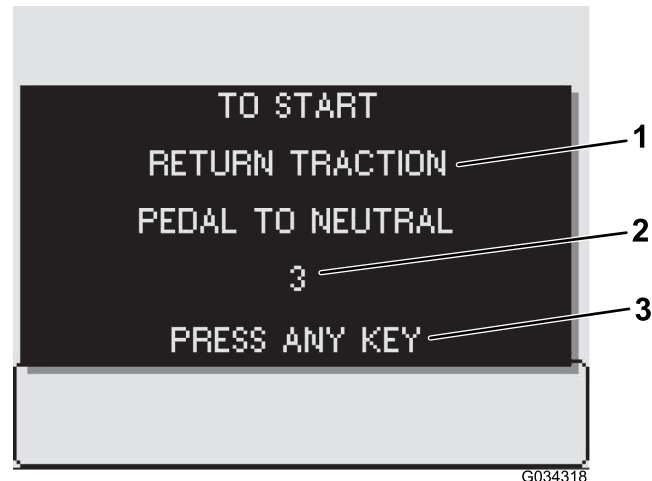 TO START
RETURN TRACTION
1
PEDAL TO NEUTRAL
2
3
PRESS ANY KEY
3
G034318